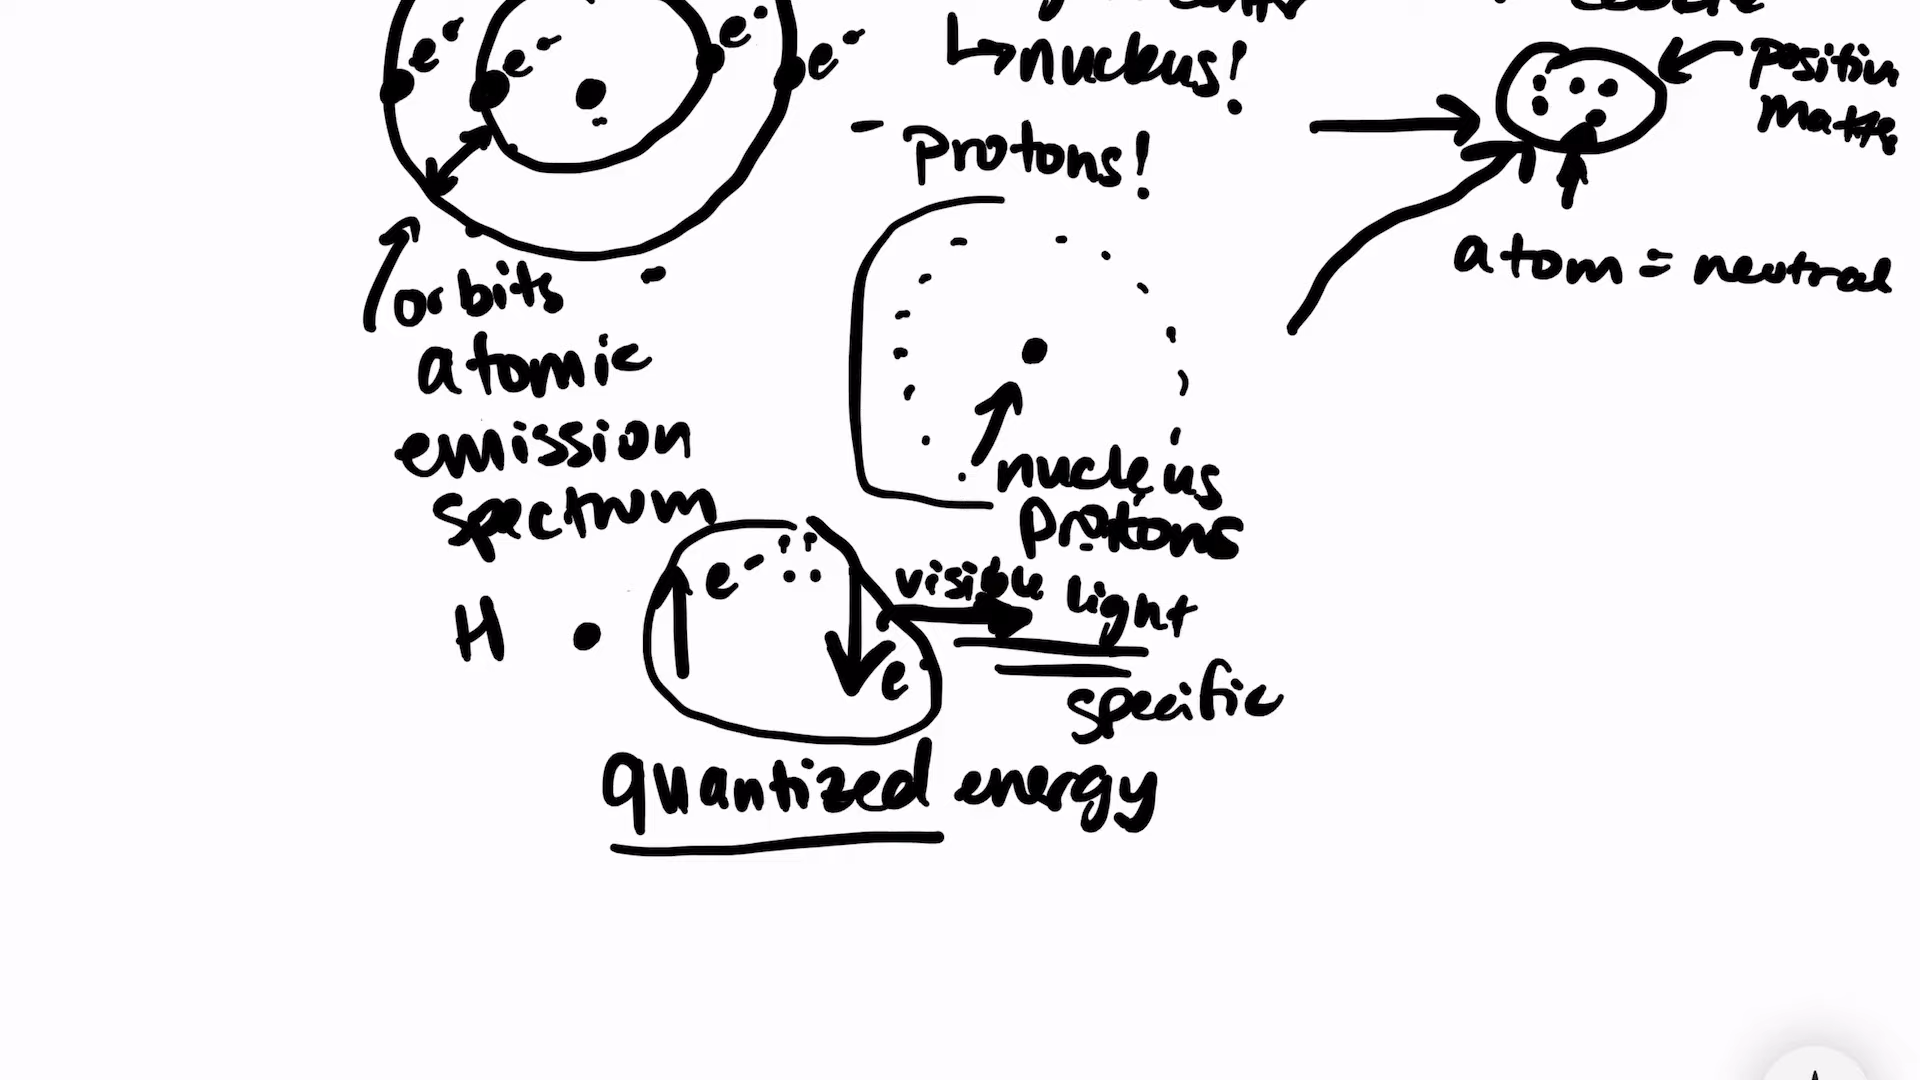 e-
e-
e-
e-
↳nucleus!
- Protons!
positive
matter
atom = neutral
orbits
atomic
emission
spectrum
nucleus
protons
H
e-
??
visible light
e
specific
quantized energy